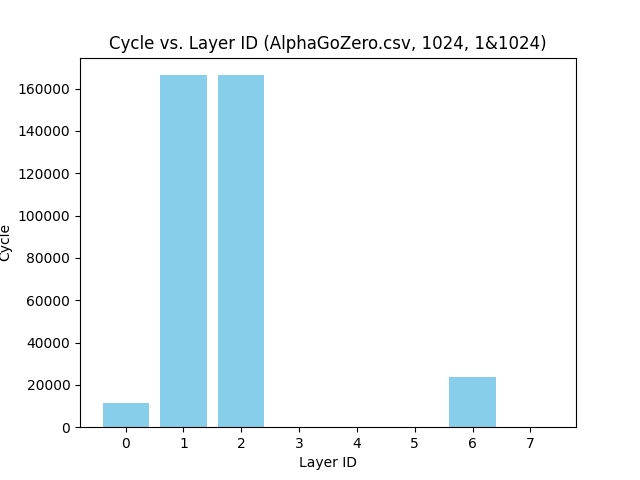 Cycle vs. Layer ID (AlphaGoZero.csv, 1024, 1&1024)
160000
140000
120000
100000
80000
60000
40000
20000
0
Cycle
0 1 2 3 4 5 6 7
Layer ID